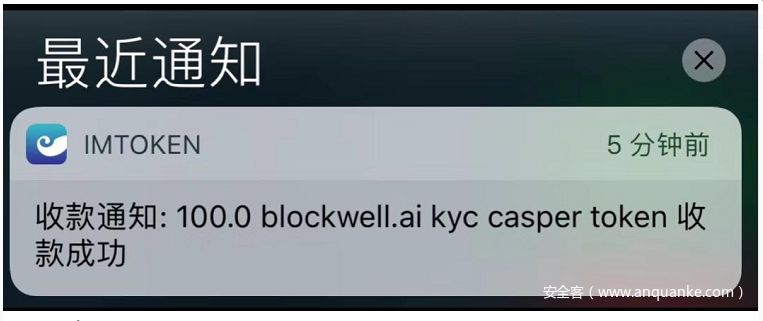 最近通知
IMTOKEN
5 分钟前
收款通知: 100.0 blockwell.ai kyc casper token 收
款成功
安全客（www.anquanke.com）